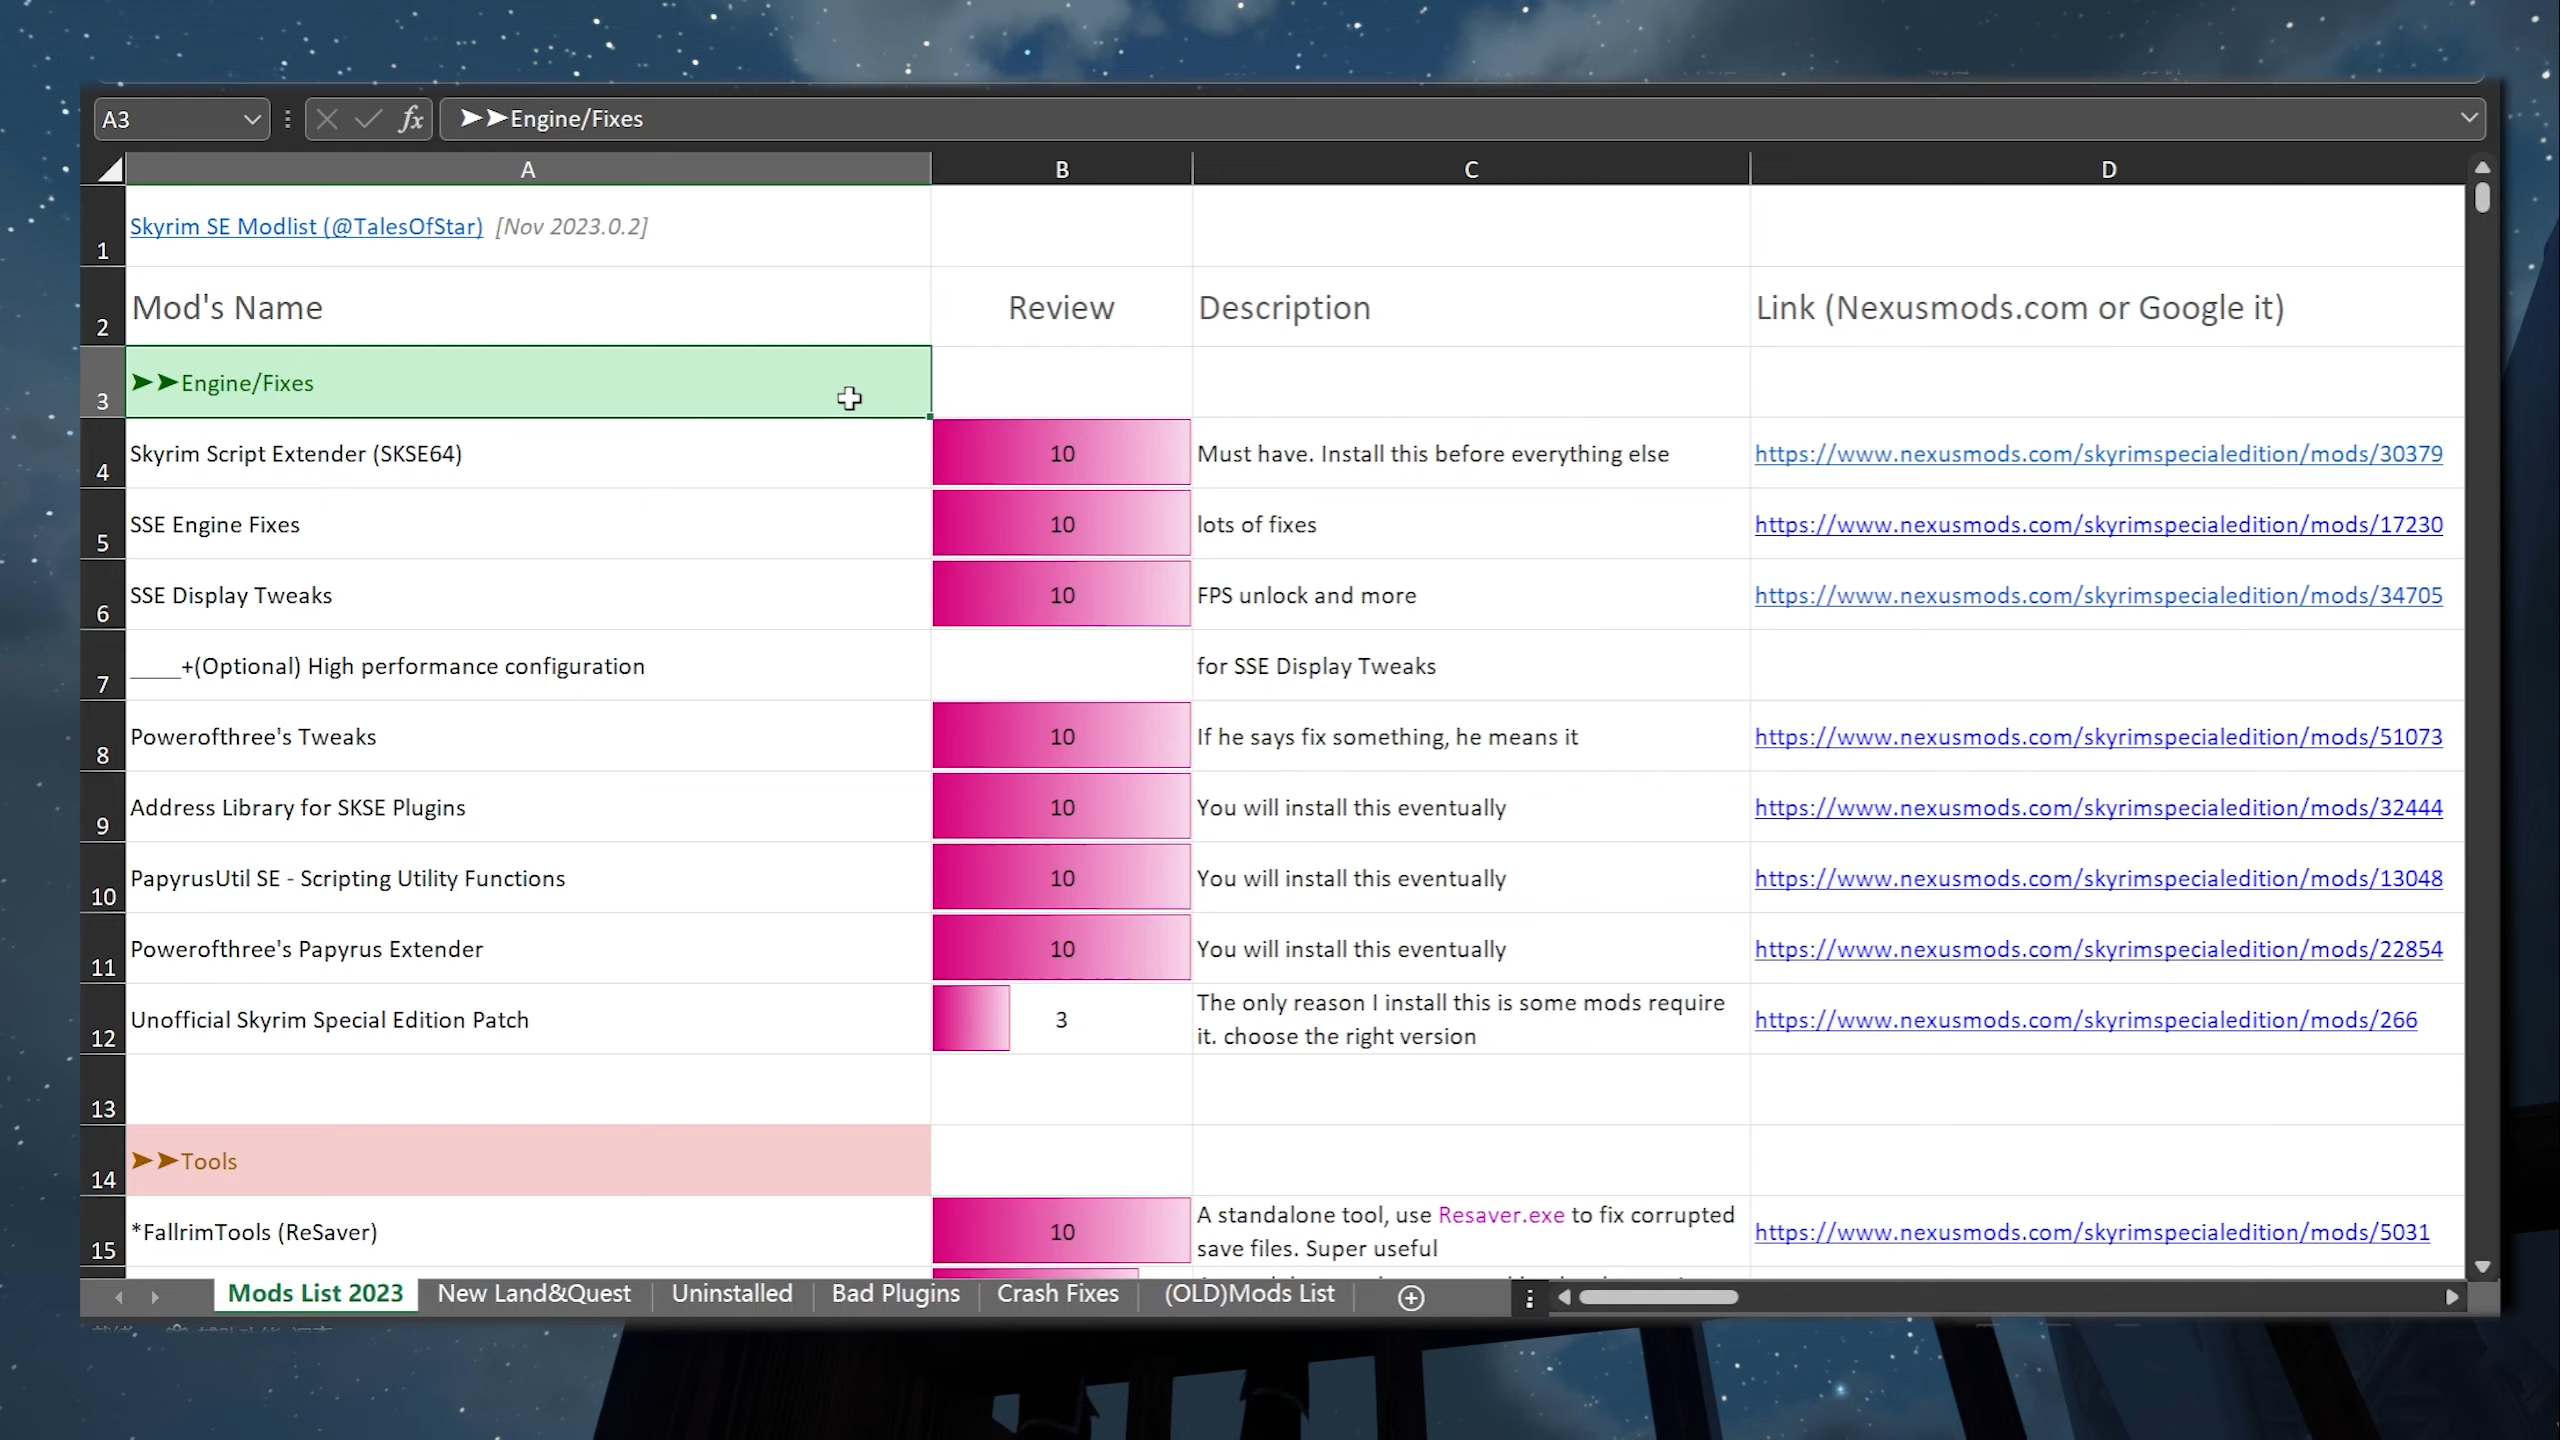 A3
fx
➤➤Engine/Fixes
A B C D
1 Skyrim SE Modlist (@TalesOfStar) [Nov 2023.0.2]
2 Mod's Name Review Description Link (Nexusmods.com or Google it)
3 ➤➤Engine/Fixes
4 Skyrim Script Extender (SKSE64) 10 Must have. Install this before everything else https://www.nexusmods.com/skyrimspecialedition/mods/30379
5 SSE Engine Fixes 10 lots of fixes https://www.nexusmods.com/skyrimspecialedition/mods/17230
6 SSE Display Tweaks 10 FPS unlock and more https://www.nexusmods.com/skyrimspecialedition/mods/34705
7 ____+(Optional) High performance configuration for SSE Display Tweaks
8 Powerofthree's Tweaks 10 If he says fix something, he means it https://www.nexusmods.com/skyrimspecialedition/mods/51073
9 Address Library for SKSE Plugins 10 You will install this eventually https://www.nexusmods.com/skyrimspecialedition/mods/32444
10 PapyrusUtil SE - Scripting Utility Functions 10 You will install this eventually https://www.nexusmods.com/skyrimspecialedition/mods/13048
11 Powerofthree's Papyrus Extender 10 You will install this eventually https://www.nexusmods.com/skyrimspecialedition/mods/22854
12 Unofficial Skyrim Special Edition Patch 3 The only reason I install this is some mods require
it. choose the right version https://www.nexusmods.com/skyrimspecialedition/mods/266
13
14 ➤➤Tools
15 *FallrimTools (ReSaver) 10 A standalone tool, use Resaver.exe to fix corrupted
save files. Super useful https://www.nexusmods.com/skyrimspecialedition/mods/5031
Mods List 2023 New Land&Quest Uninstalled Bad Plugins Crash Fixes (OLD)Mods List